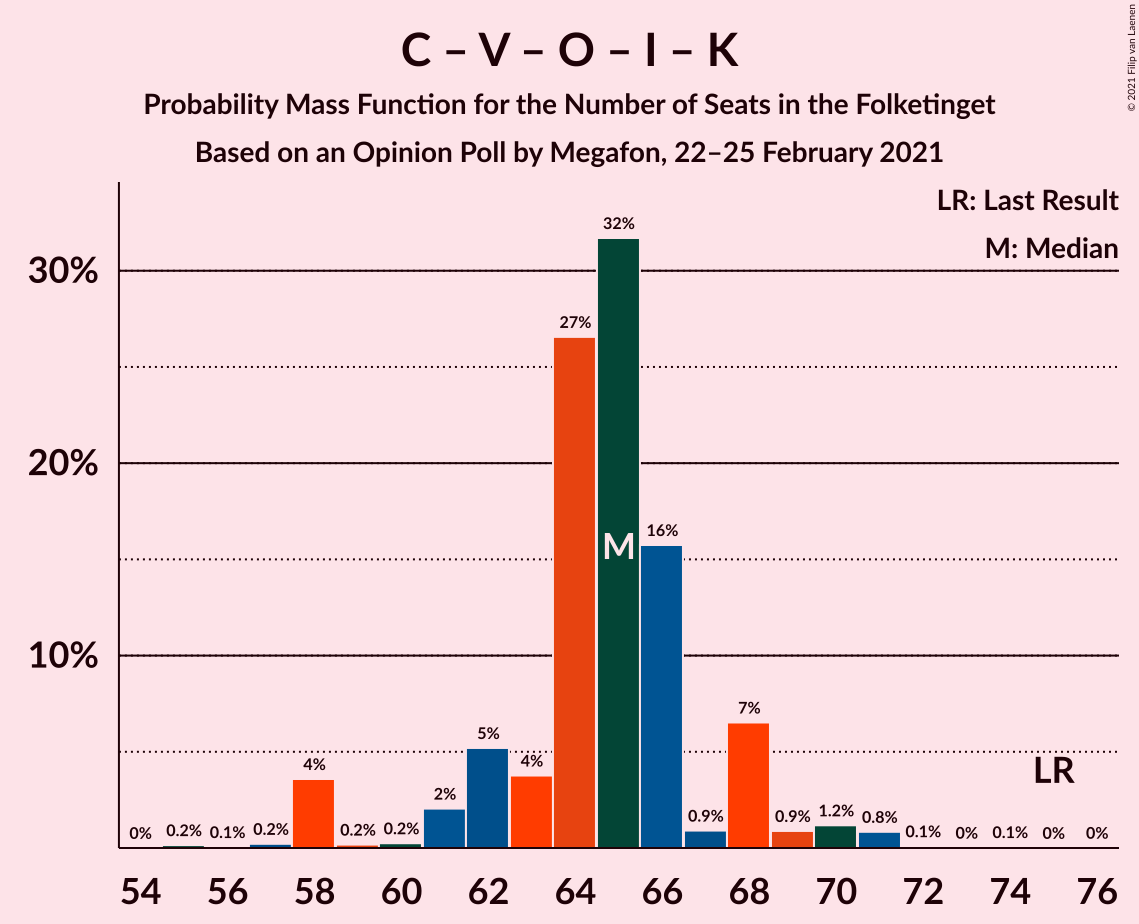 C – V – O – I – K
Probability Mass Function for the Number of Seats in the Folketinget
Based on an Opinion Poll by Megafon, 22–25 February 2021
© 2021 Filip van Laenen
LR: Last Result
M: Median
30%
20%
10%
0% 0.2% 0.1% 0.2% 4% 0.2% 0.2% 2% 5% 4% 27% 32% 16% 0.9% 7% 0.9% 1.2% 0.8% 0.1% 0% 0.1% 0% 0%
M
LR
54 56 58 60 62 64 66 68 70 72 74 76